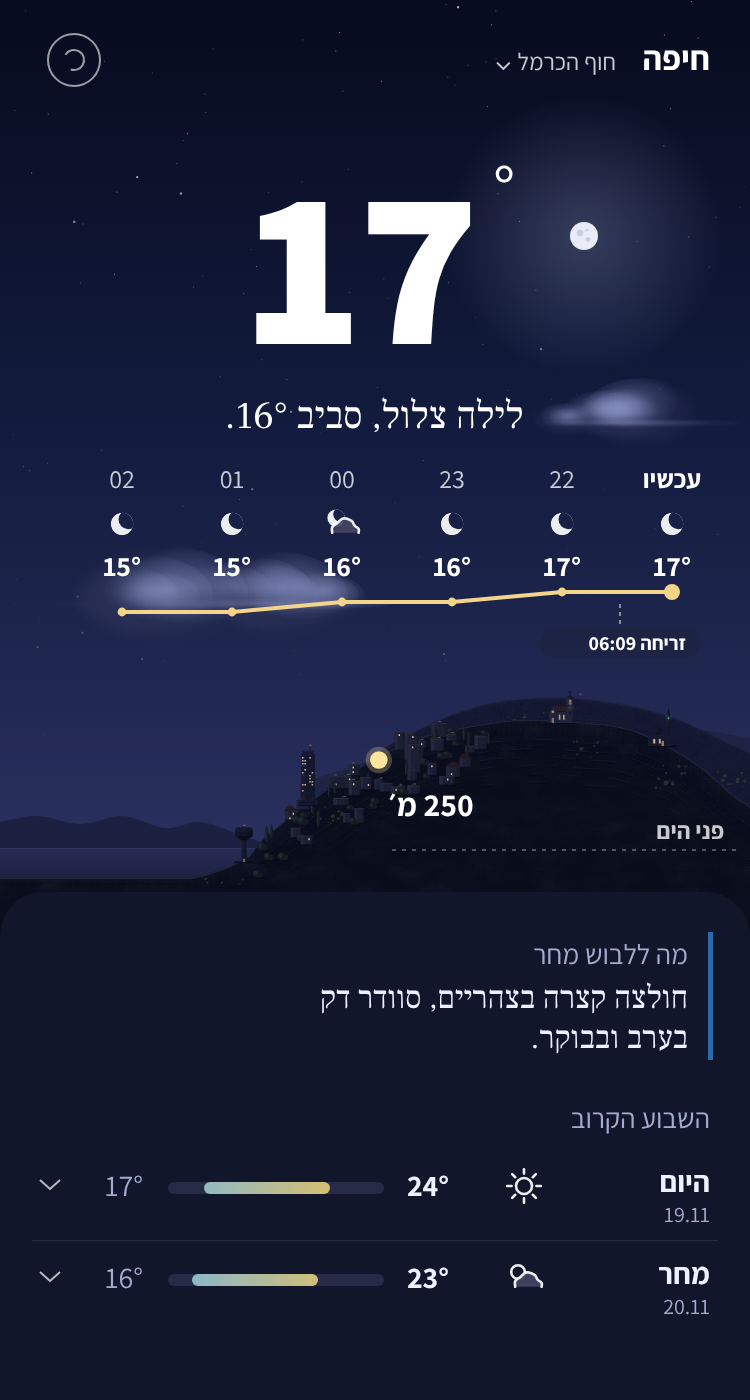 חיפה חוף הכרמל
17°
לילה צלול, סביב 16°.
עכשיו 22 23 00 01 02
17° 17° 16° 16° 15° 15°
זריחה 06:09
250 מ׳
פני הים
מה ללבוש מחר
חולצה קצרה בצהריים, סוודר דק
בערב ובבוקר.
השבוע הקרוב
היום 24° 17°
19.11
מחר 23° 16°
20.11